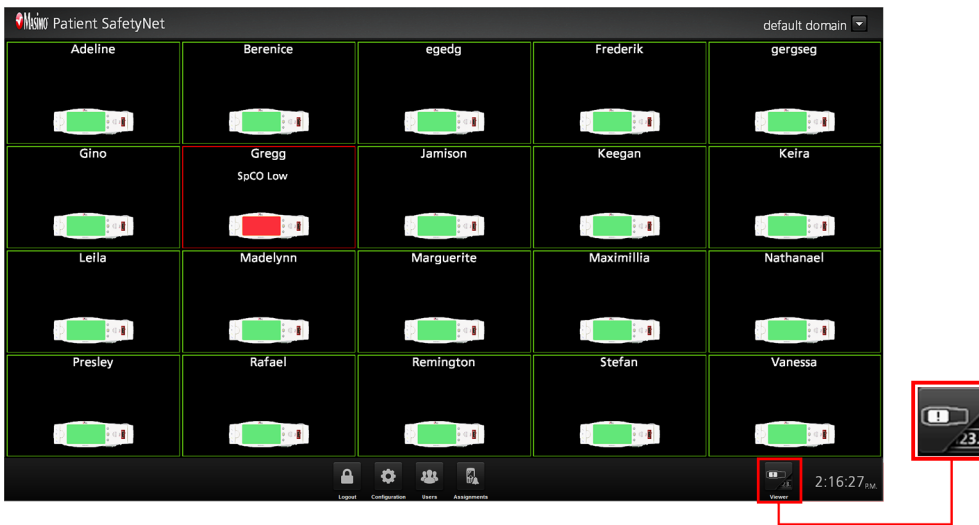 Masimo Patient SafetyNet
default domain
Adeline Berenice egedg Frederik gergseg
Gino Gregg Jamison Keegan Keira
SpCO Low
Leila Madelynn Marguerite Maximillia Nathanael
Presley Rafael Remington Stefan Vanessa
Logout Configuration Users Assignments Viewer
2:16:27 P.M.
!
23.